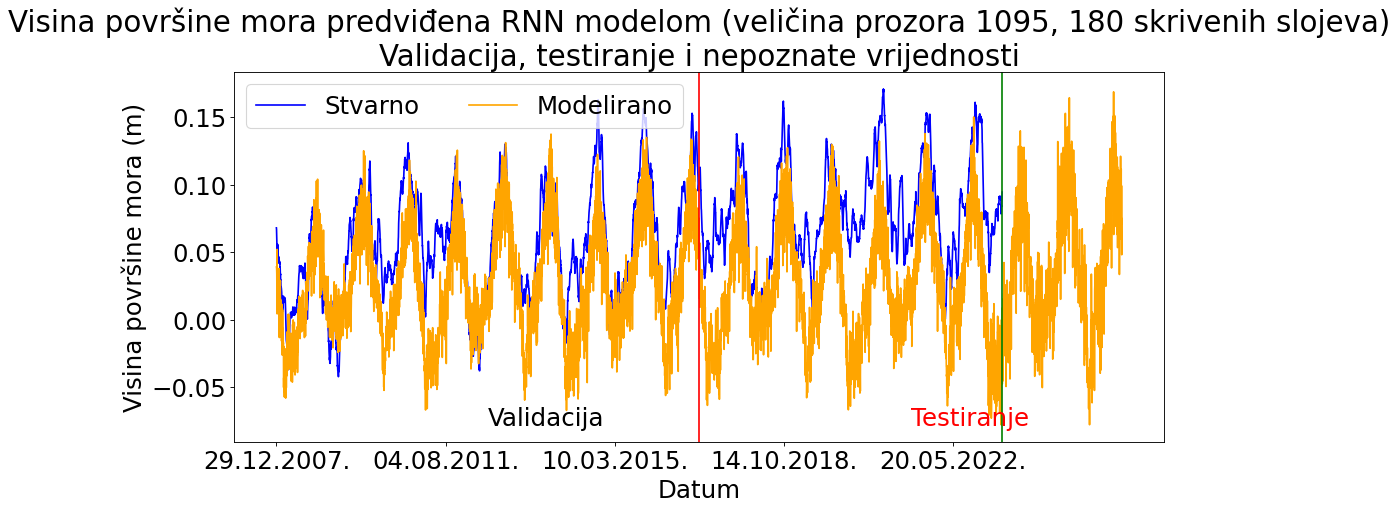 Visina površine mora predviđena RNN modelom (veličina prozora 1095, 180 skrivenih slojeva)
Validacija, testiranje i nepoznate vrijednosti
Stvarno
Modelirano
Visina površine mora (m)
0.15
0.10
0.05
0.00
−0.05
Validacija
Testiranje
29.12.2007.
04.08.2011.
10.03.2015.
14.10.2018.
20.05.2022.
Datum